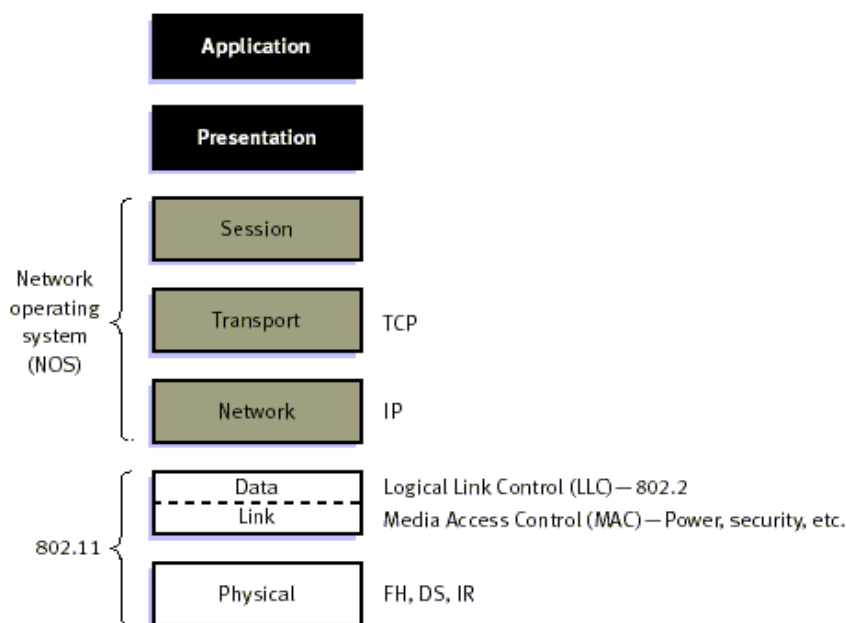 Application
Presentation
Session
Network
operating
system
(NOS)
Transport
TCP
Network
IP
Data
Logical Link Control (LLC)—802.2
Link
Media Access Control (MAC)—Power, security, etc.
802.11
Physical
FH, DS, IR